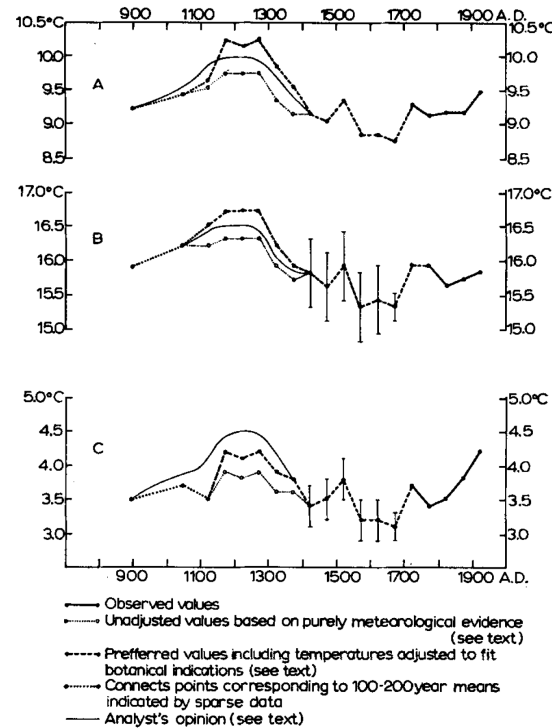 900 1100 1300 1500 1700 1900 A.D.
10.5°C 10.5°C
10.0 10.0
A
9.5 9.5
9.0 9.0
8.5 8.5
17.0°C 17.0°C
16.5 16.5
B
16.0 16.0
15.5 15.5
15.0 15.0
5.0°C 5.0°C
4.5 4.5
C
4.0 4.0
3.5 3.5
3.0 3.0
900 1100 1300 1500 1700 1900 A.D.
Observed values
Unadjusted values based on purely meteorological evidence
(see text)
Prefferred values including temperatures adjusted to fit
botanical indications (see text)
Connects points corresponding to 100-200 year means
indicated by sparse data
Analyst's opinion (see text)